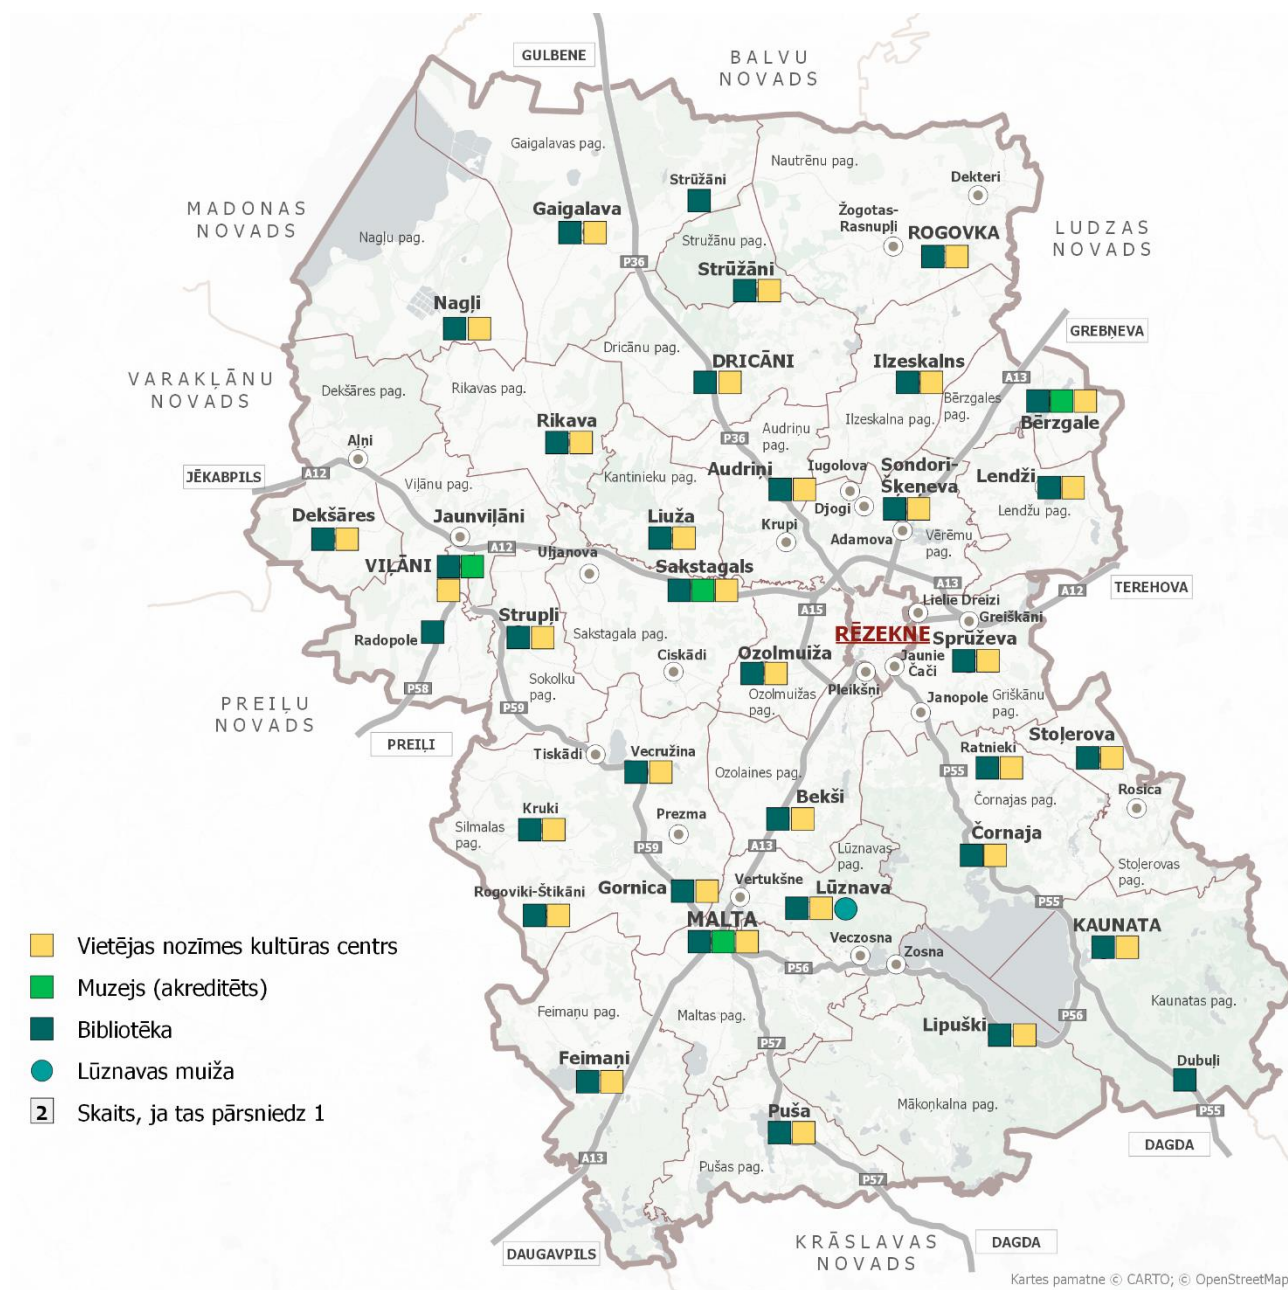 GULBENE
BALVU
NOVADS
Gaigalavas pag.
Nautrēnu pag.
Strūžāni
Dekteri
MADONAS
NOVADS
Gaigalava
Žogotas-
Rasnupļi
ROGOVKA
LUDZAS
NOVADS
Nagļu pag.
Stružānu pag.
P36
Strūžāni
Nagļi
GREBŅEVA
Dricānu pag.
DRICĀNI
Ilzeskalns
A13
VARAKĻĀNU
NOVADS
Dekšāres pag.
Rikavas pag.
Bērzgales
pag.
Rikava
Audriņu
pag.
Ilzeskalna pag.
Bērzgale
P36
Aļņi
JĒKABPILS
A12
Viļānu pag.
Kantinieku pag.
Audriņi
Iugolova
Sondori-
Šķeņeva
Lendži
Djogi
Lendžu pag.
Dekšāres
Jaunviļāni
Liuža
Krupi
Adamova
Vērēmu
pag.
A12
VIĻĀNI
Uļjanova
Sakstagals
A13
A12
TEREHOVA
A15
Lielie Dreizi
Greiškāni
Radopole
Strupļi
Sakstagala pag.
RĒZEKNE
Sprūževa
Ciskādi
Ozolmuiža
Jaunie
Čači
Sokolku
pag.
P58
Ozolmuižas
pag.
Pleikšņi
Janopole
Griškānu
pag.
PREIĻU
NOVADS
P59
PREIĻI
Tiskādi
Vecružina
Ozolaines pag.
Ratnieki
Stoļerova
P55
Čornajas pag.
Rosica
Bekši
Kruki
Prezma
Silmalas
pag.
P59
A13
Lūznavas
pag.
Čornaja
Stoļerovas
pag.
Gornica
Vertukšne
Lūznava
Rogoviki-Štikāni
P55
MALTA
KAUNATA
Vietējas nozīmes kultūras centrs
Veczosna
Zosna
P56
Muzejs (akreditēts)
Kaunatas pag.
Feimaņu pag.
Maltas pag.
Lipuški
P56
Bibliotēka
P57
Feimaņi
Dubuļi
Lūznavas muiža
Mākoņkalna pag.
2
Skaits, ja tas pārsniedz 1
Puša
P55
DAGDA
A13
Pušas pag.
P57
KRĀSLAVAS
NOVADS
DAGDA
DAUGAVPILS
Kartes pamatne © CARTO; © OpenStreetMap